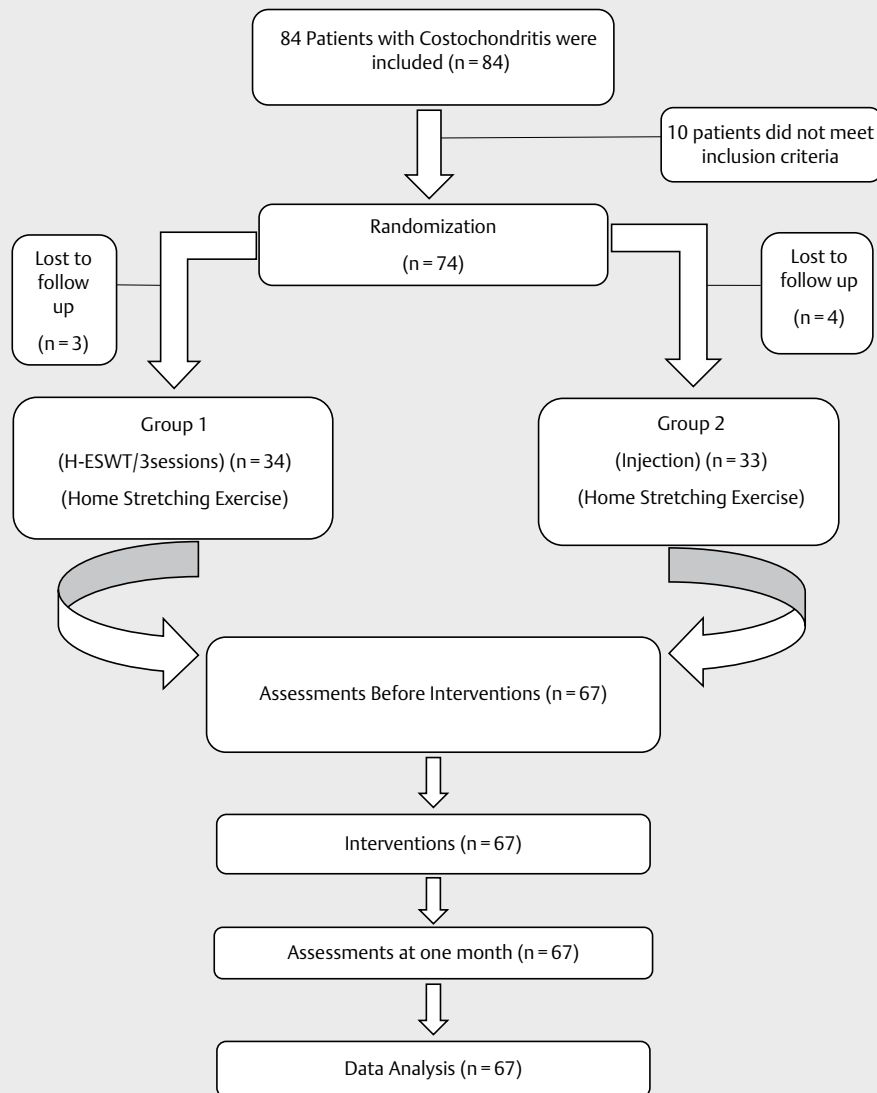 84 Patients with Costochondritis were
included (n = 84)
10 patients did not meet
inclusion criteria
Randomization
(n = 74)
Lost to
follow
up
(n = 3)
Lost to
follow up
(n = 4)
Group 1
(H-ESWT/3sessions) (n = 34)
(Home Stretching Exercise)
Group 2
(Injection) (n = 33)
(Home Stretching Exercise)
Assessments Before Interventions (n = 67)
Interventions (n = 67)
Assessments at one month (n = 67)
Data Analysis (n = 67)